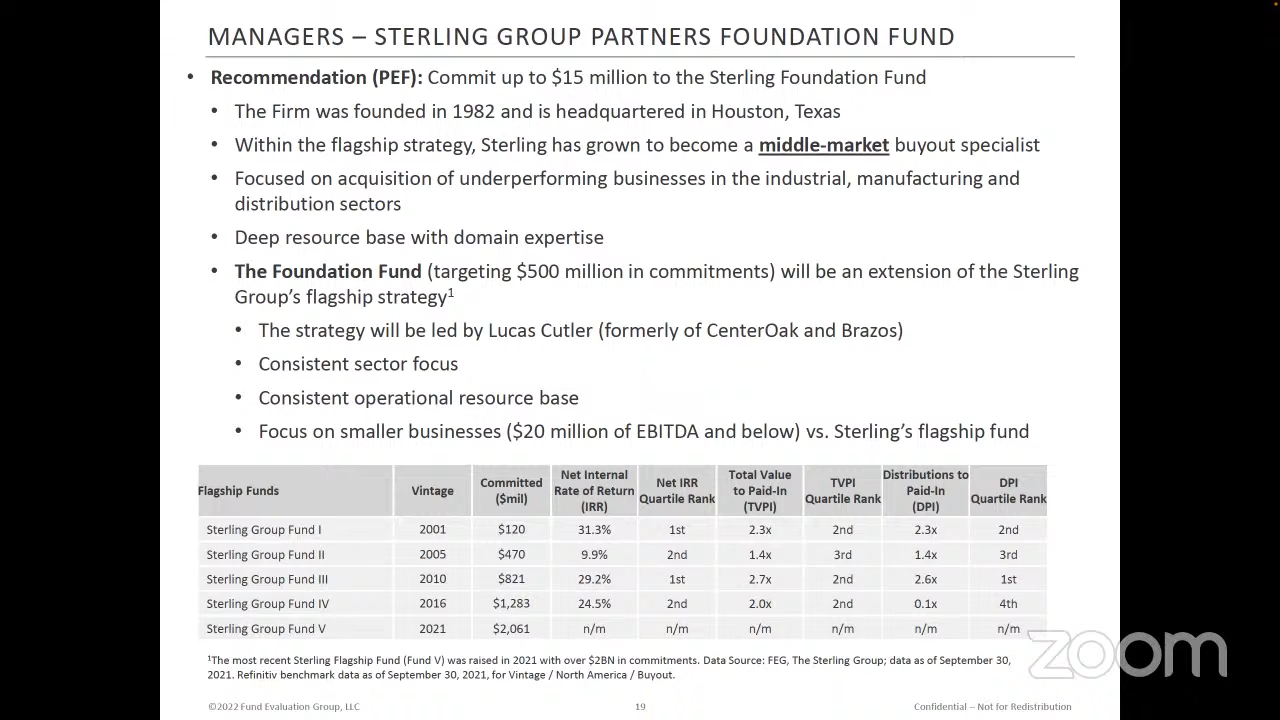 MANAGERS – STERLING GROUP PARTNERS FOUNDATION FUND
• Recommendation (PEF): Commit up to $15 million to the Sterling Foundation Fund
• The Firm was founded in 1982 and is headquartered in Houston, Texas
• Within the flagship strategy, Sterling has grown to become a middle-market buyout specialist
• Focused on acquisition of underperforming businesses in the industrial, manufacturing and
distribution sectors
• Deep resource base with domain expertise
• The Foundation Fund (targeting $500 million in commitments) will be an extension of the Sterling
Group's flagship strategy¹
• The strategy will be led by Lucas Cutler (formerly of CenterOak and Brazos)
• Consistent sector focus
• Consistent operational resource base
• Focus on smaller businesses ($20 million of EBITDA and below) vs. Sterling's flagship fund
Flagship Funds Vintage Committed ($mil) Net Internal Rate of Return (IRR) Net IRR Quartile Rank Total Value to Paid-In (TVPI) TVPI Quartile Rank Distributions to Paid-In (DPI) DPI Quartile Rank
Sterling Group Fund I 2001 $120 31.3% 1st 2.3x 2nd 2.3x 2nd
Sterling Group Fund II 2005 $470 9.9% 2nd 1.4x 3rd 1.4x 3rd
Sterling Group Fund III 2010 $821 29.2% 1st 2.7x 2nd 2.6x 1st
Sterling Group Fund IV 2016 $1,283 24.5% 2nd 2.0x 2nd 0.1x 4th
Sterling Group Fund V 2021 $2,061 n/m n/m n/m n/m n/m n/m
¹The most recent Sterling Flagship Fund (Fund V) was raised in 2021 with over $2BN in commitments. Data Source: FEG, The Sterling Group; data as of September 30,
2021. Refinitiv benchmark data as of September 30, 2021, for Vintage / North America / Buyout.
zoom
©2022 Fund Evaluation Group, LLC 19 Confidential – Not for Redistribution